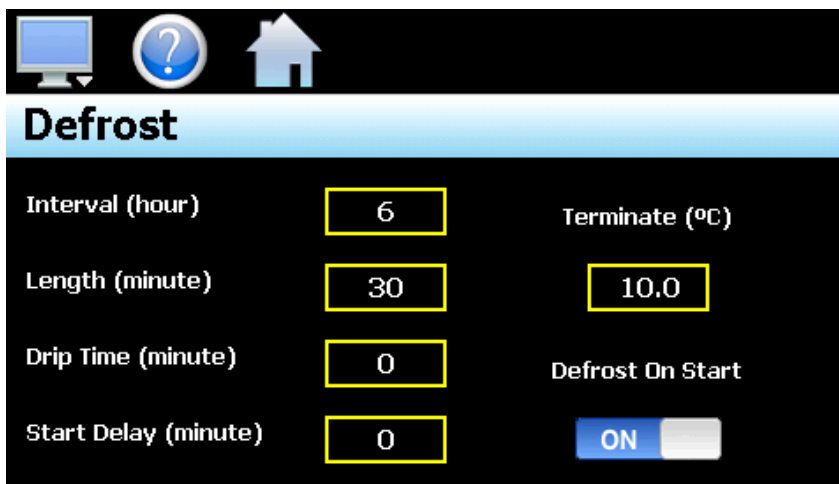 ?
Defrost
Interval (hour) 6
Terminate (ºC)
Length (minute) 30
10.0
Drip Time (minute) 0
Defrost On Start
Start Delay (minute) 0
ON